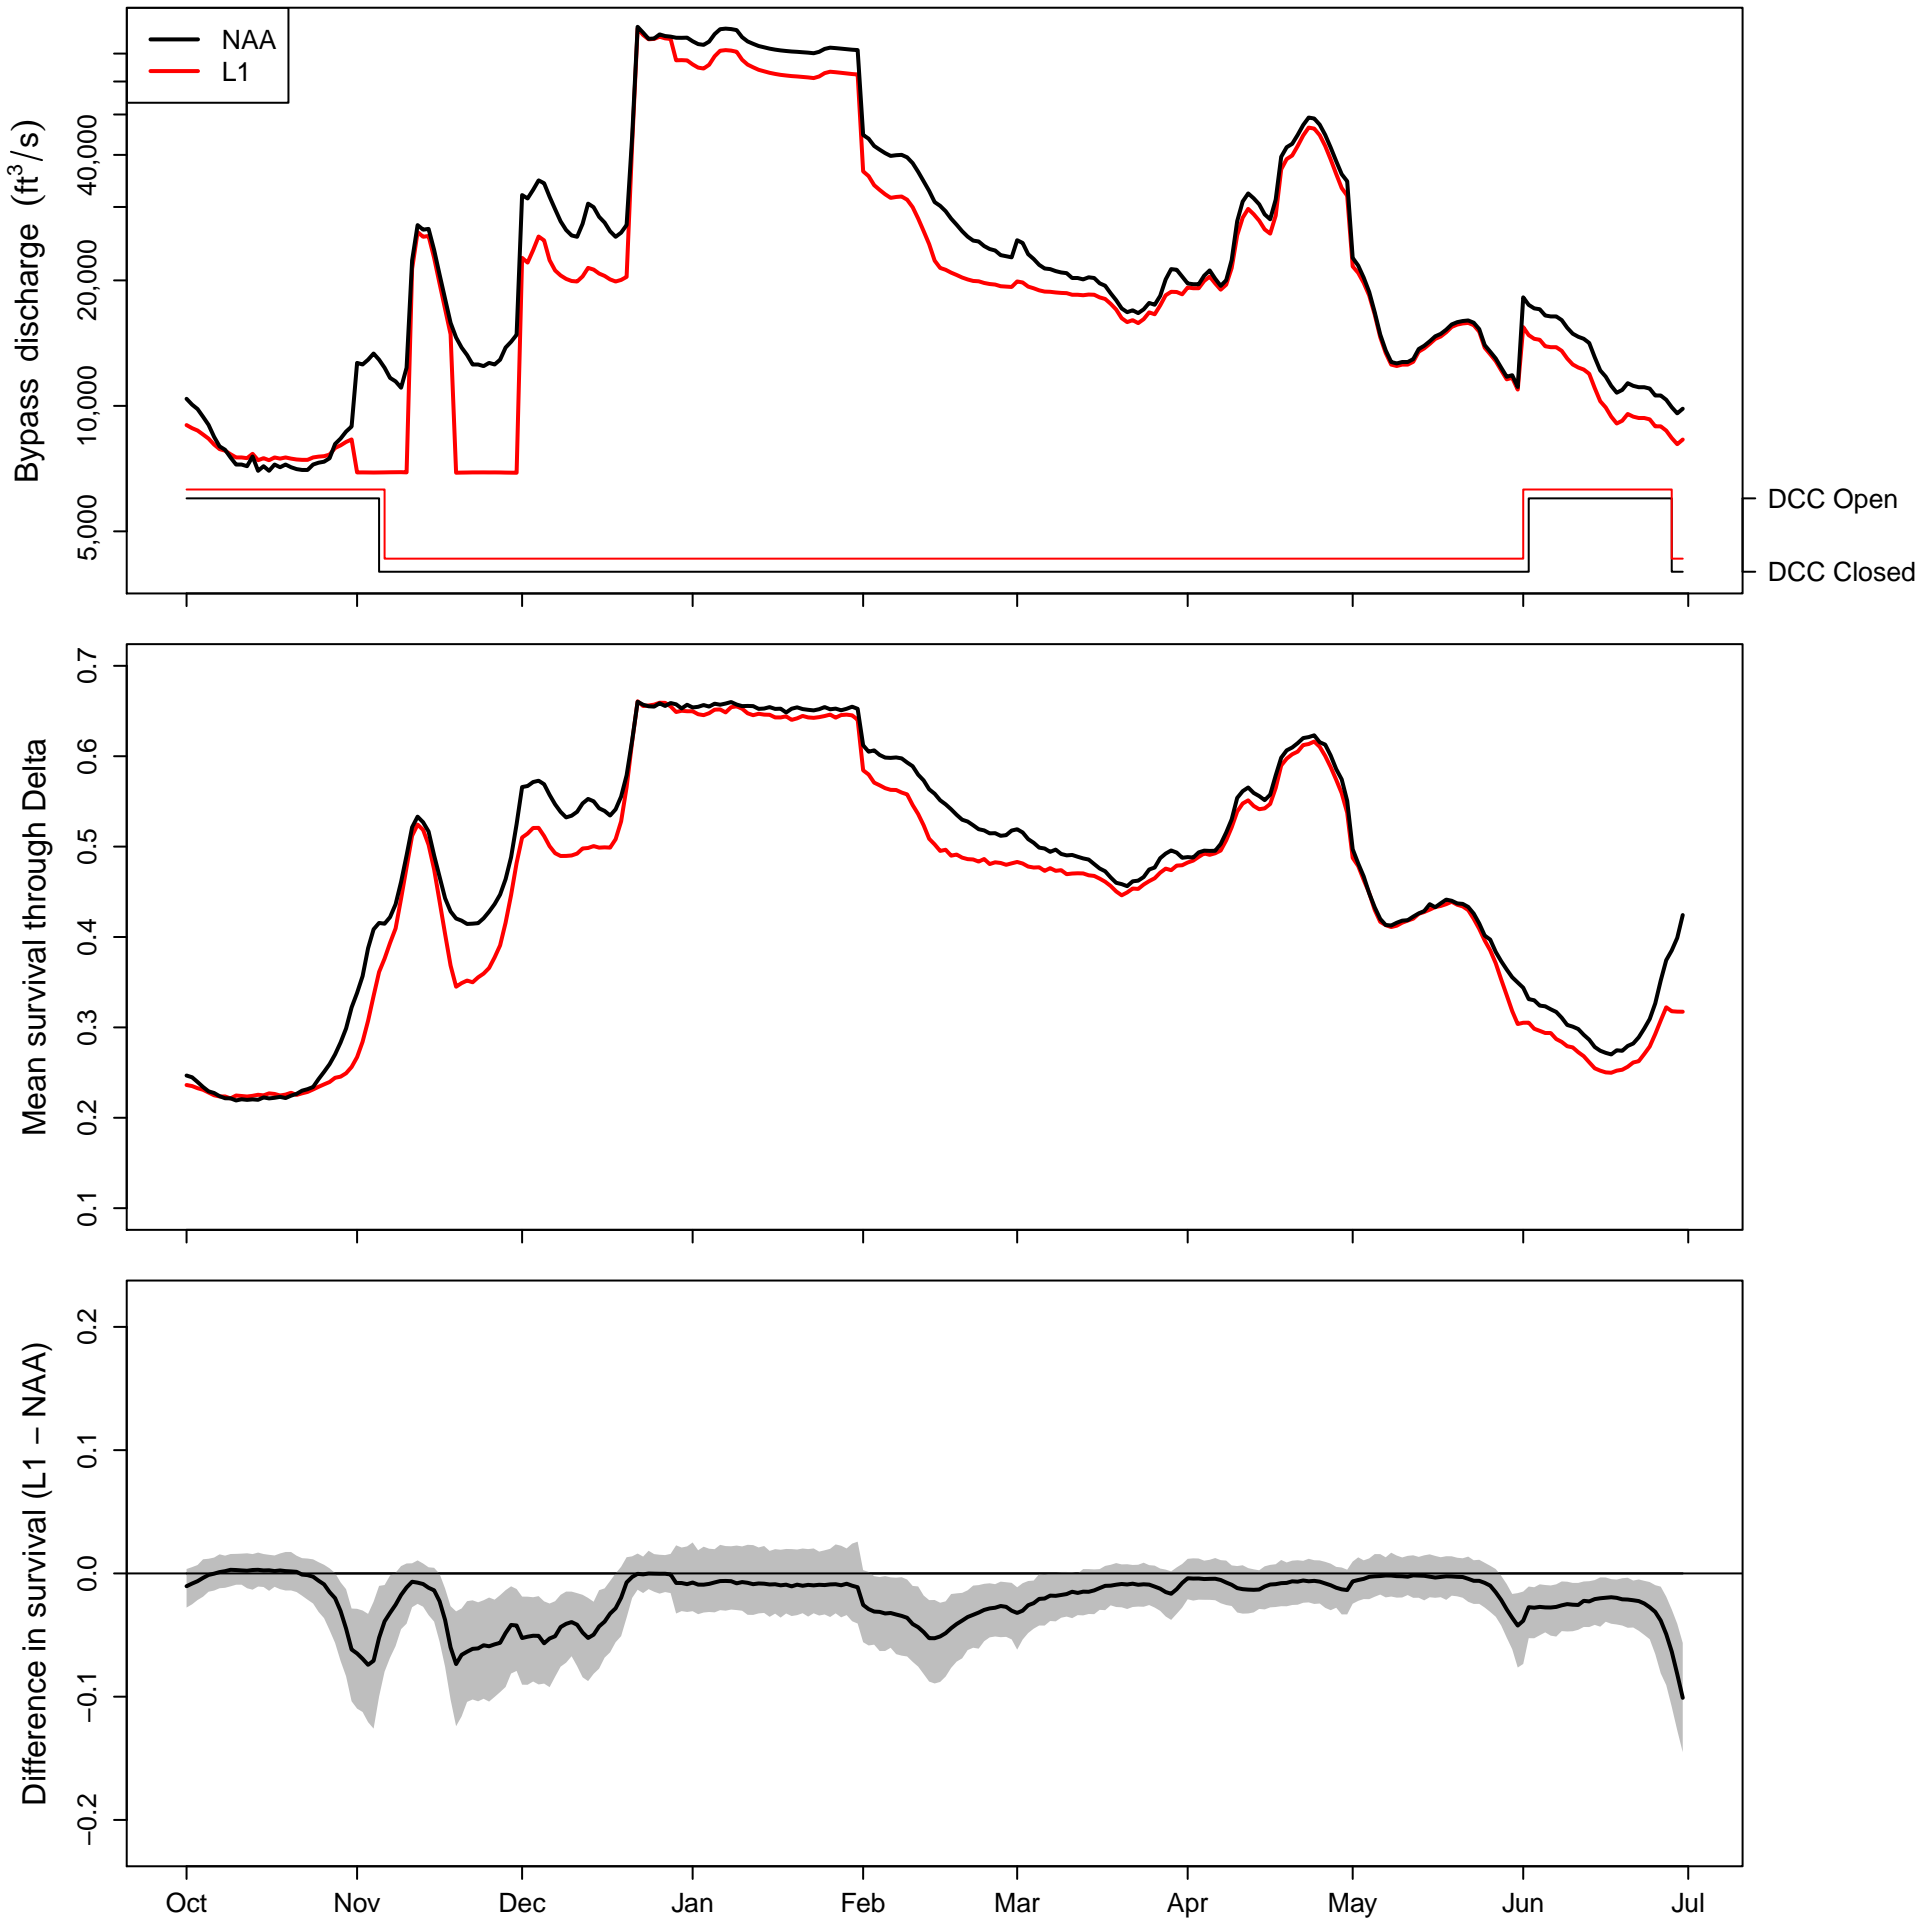 NAA
L1
Bypass discharge (ft³/s)
40,000
20,000
10,000
5,000
DCC Open
DCC Closed
Mean survival through Delta
0.7
0.6
0.5
0.4
0.3
0.2
0.1
Difference in survival (L1 − NAA)
0.2
0.1
0.0
−0.1
−0.2
Oct Nov Dec Jan Feb Mar Apr May Jun Jul